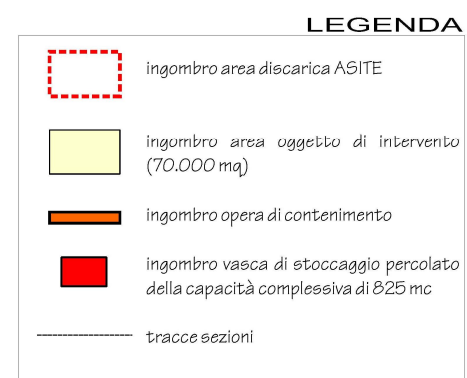 LEGENDA
ingombro area discarica ASITE
ingombro area oggetto di intervento
(70.000 mq)
ingombro opera di contenimento
ingombro vasca di stoccaggio percolato
della capacità complessiva di 825 mc
tracce sezioni